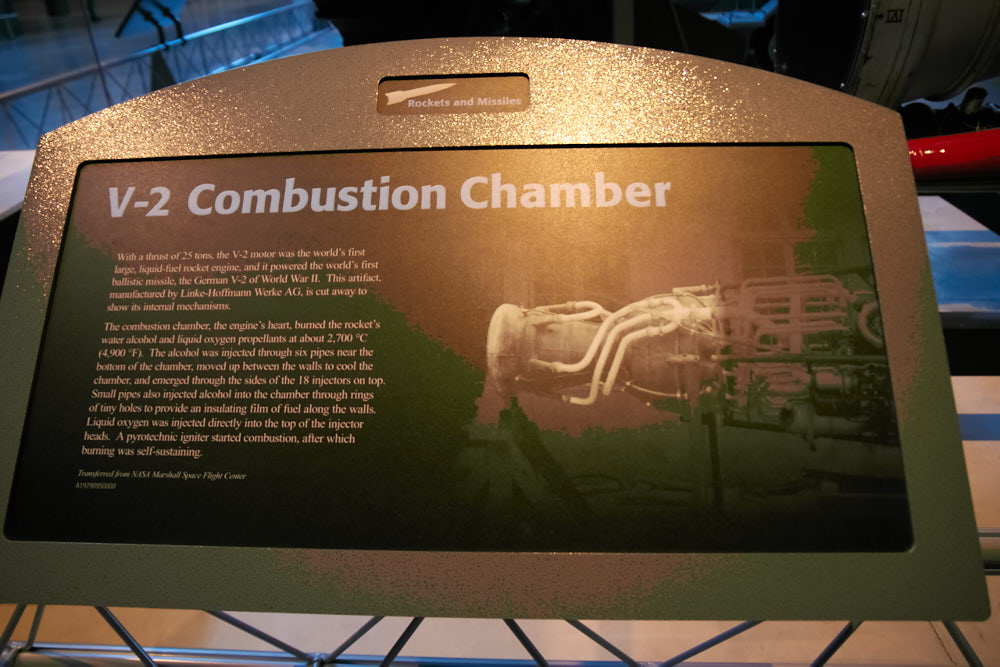 Rockets and Missiles
V-2 Combustion Chamber
With a thrust of 25 tons, the V-2 motor was the world's first
large, liquid-fuel rocket engine, and it powered the world's first
ballistic missile, the German V-2 of World War II. This artifact,
manufactured by Linke-Hoffmann Werke AG, is cut away to
show its internal mechanisms.
The combustion chamber, the engine's heart, burned the rocket's
water alcohol and liquid oxygen propellants at about 2,700 °C
(4,900 °F). The alcohol was injected through six pipes near the
bottom of the chamber, moved up between the walls to cool the
chamber, and emerged through the sides of the 18 injectors on top.
Small pipes also injected alcohol into the chamber through rings
of tiny holes to provide an insulating film of fuel along the walls.
Liquid oxygen was injected directly into the top of the injector
heads. A pyrotechnic igniter started combustion, after which
burning was self-sustaining.
Transferred from NASA Marshall Space Flight Center
A19790950000